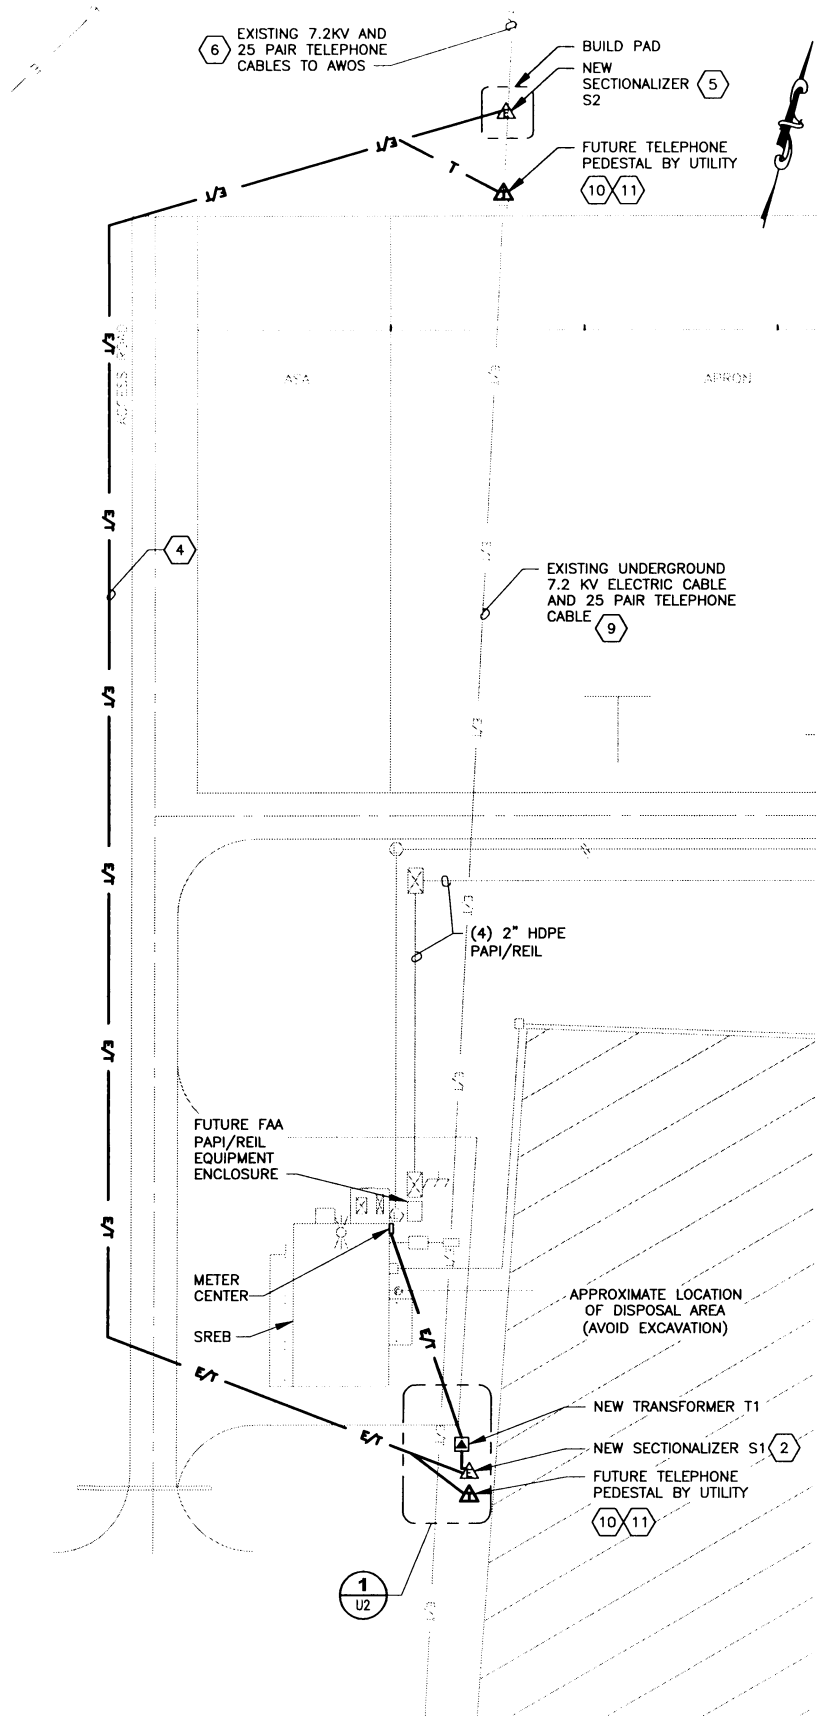 EXISTING 7.2KV AND
25 PAIR TELEPHONE
CABLES TO AWOS
6
BUILD PAD
NEW
SECTIONALIZER
S2
5
E
E/T
E/T
T
FUTURE TELEPHONE
PEDESTAL BY UTILITY
10 11
T
ACCESS ROAD
E/T
APRON
E/T
E/T
4
E/T
EXISTING UNDERGROUND
7.2 KV ELECTRIC CABLE
AND 25 PAIR TELEPHONE
CABLE
9
E/T
E/T
E/T
E/T
(4) 2" HDPE
PAPI/REIL
E/T
E/T
FUTURE FAA
PAPI/REIL
EQUIPMENT
ENCLOSURE
E/T
METER
CENTER
SREB
APPROXIMATE LOCATION
OF DISPOSAL AREA
(AVOID EXCAVATION)
E/T
E/T
E/T
NEW TRANSFORMER T1
NEW SECTIONALIZER S1
2
E
FUTURE TELEPHONE
PEDESTAL BY UTILITY
10 11
T
1
U2
E/T